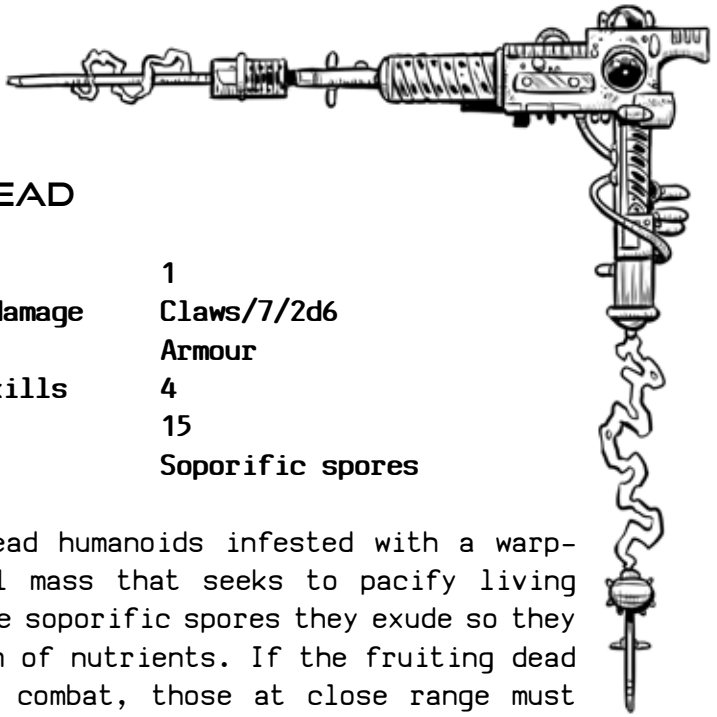 EAD
1
damage Claws/7/2d6
Armour
kills 4
15
Soporific spores
ead humanoids infested with a warp-
l mass that seeks to pacify living
e soporific spores they exude so they
m of nutrients. If the fruiting dead
combat, those at close range must